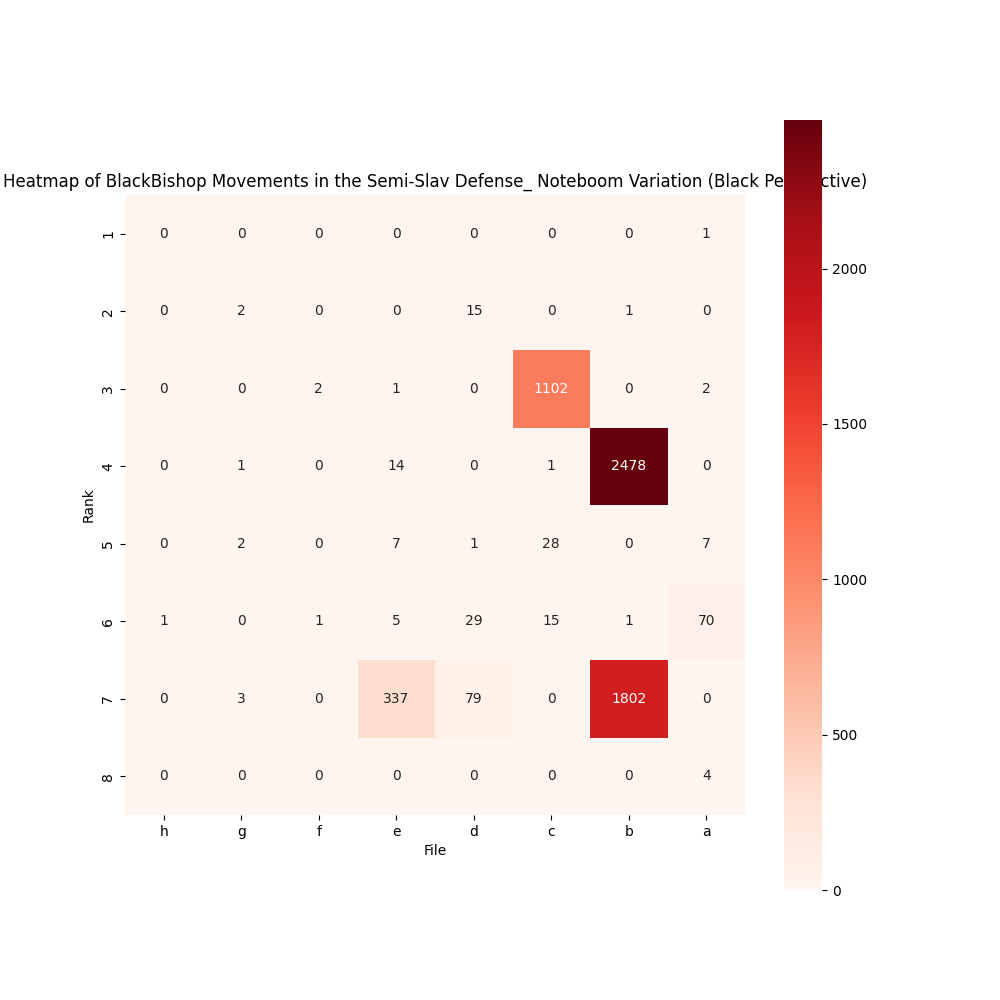 Heatmap of BlackBishop Movements in the Semi-Slav Defense_ Noteboom Variation (Black Pe ctive)
1 0 0 0 0 0 0 0 1
2 0 2 0 0 15 0 1 0
3 0 0 2 1 0 1102 0 2
4 0 1 0 14 0 1 2478 0
5 0 2 0 7 1 28 0 7
6 1 0 1 5 29 15 1 70
7 0 3 0 337 79 0 1802 0
8 0 0 0 0 0 0 0 4
h g f e d c b a
File
Rank
2000
1500
1000
500
0